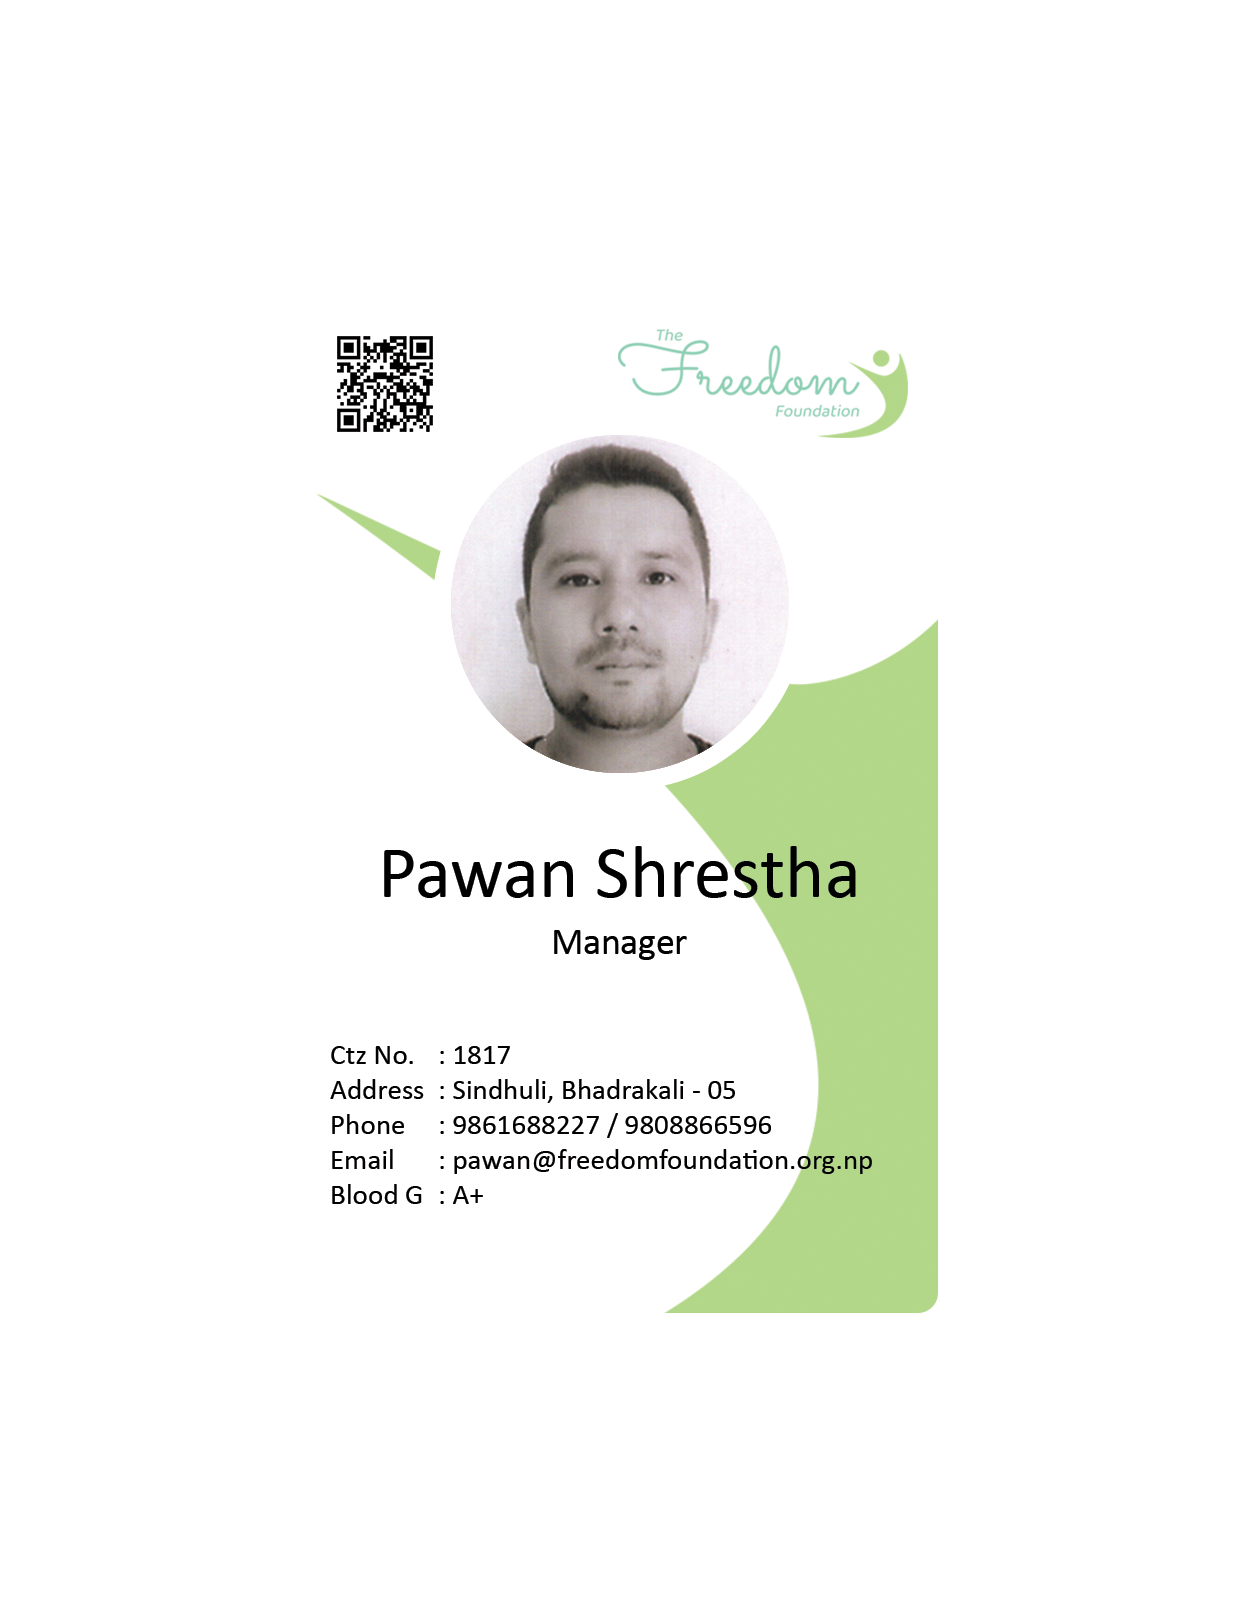 The
Freedom
Foundation
Pawan Shrestha
Manager
Ctz No. : 1817
Address : Sindhuli, Bhadrakali - 05
Phone : 9861688227 / 9808866596
Email : pawan@freedomfoundation.org.np
Blood G : A+